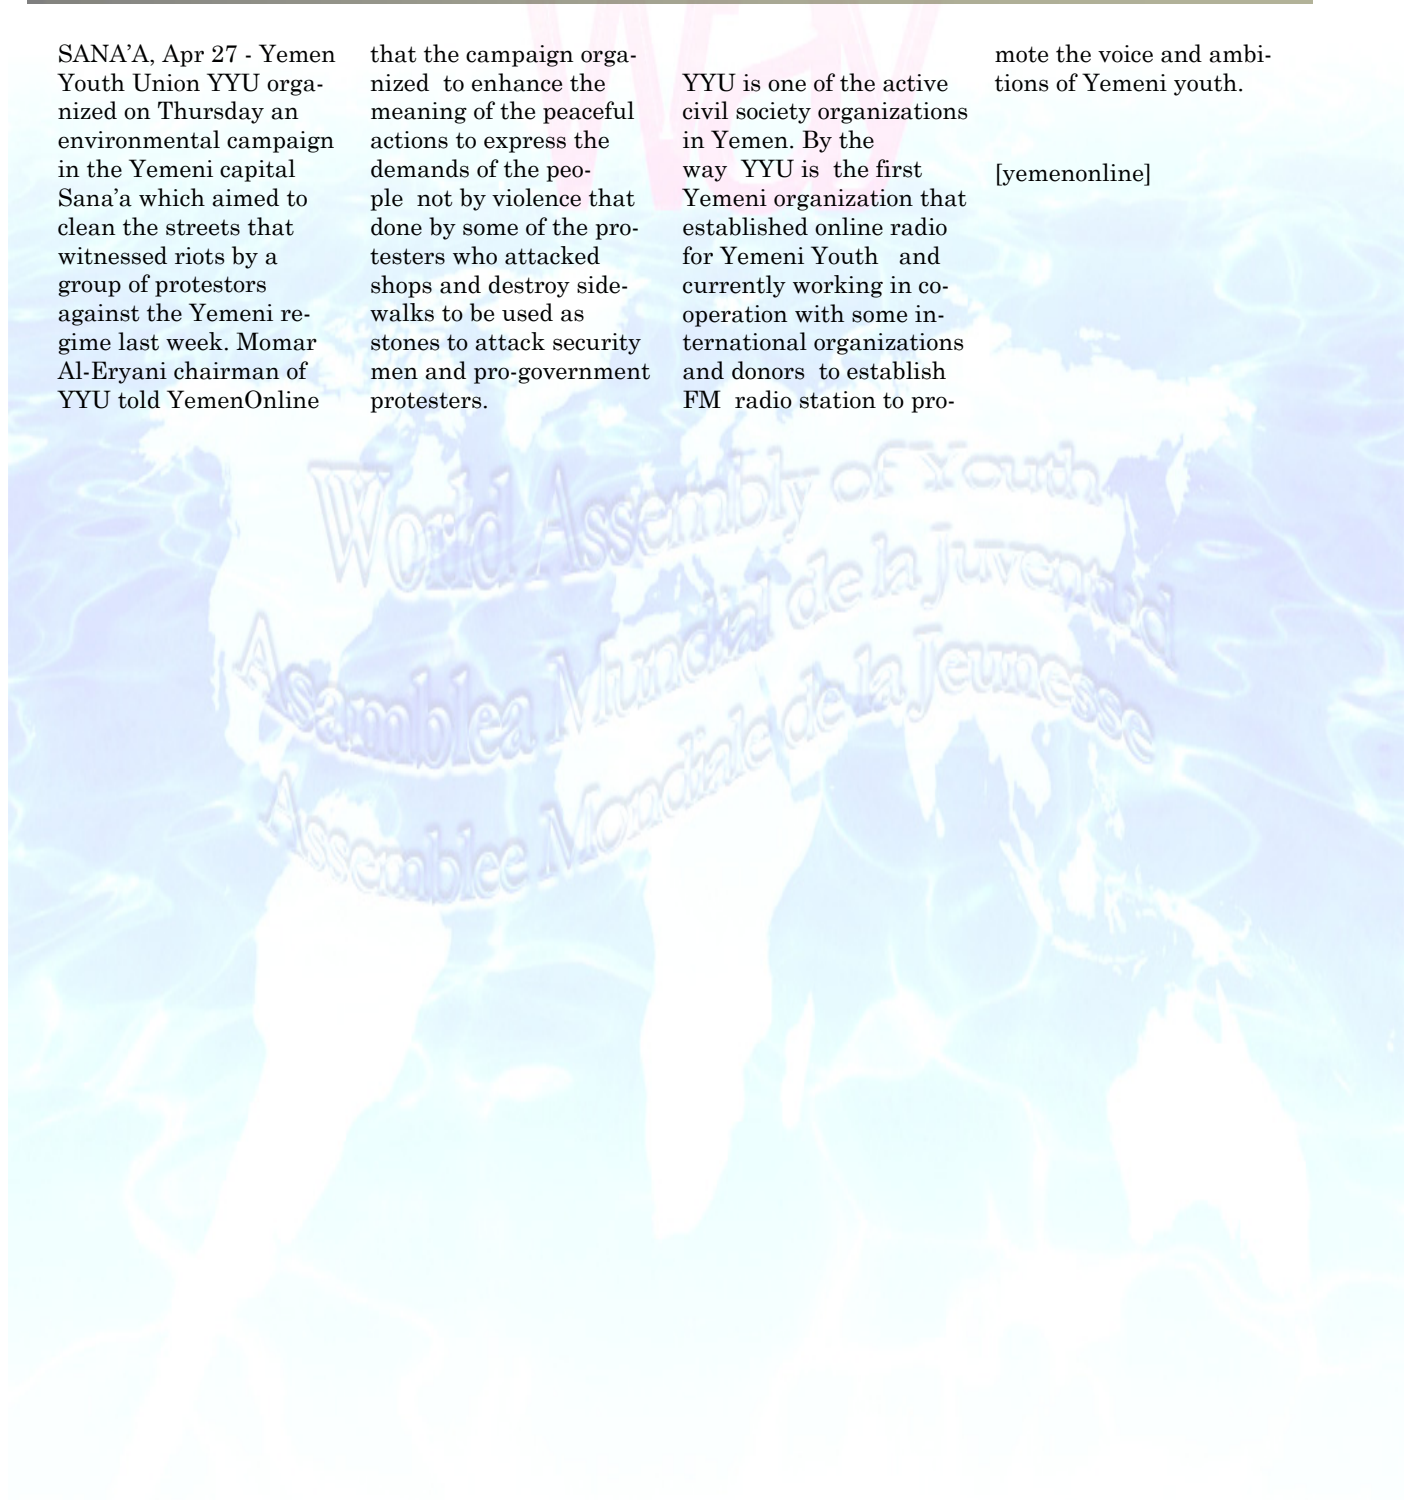 SANA’A, Apr 27 - Yemen
Youth Union YYU orga-
nized on Thursday an
environmental campaign
in the Yemeni capital
Sana’a which aimed to
clean the streets that
witnessed riots by a
group of protestors
against the Yemeni re-
gime last week. Momar
Al-Eryani chairman of
YYU told YemenOnline
that the campaign orga-
nized  to enhance the
meaning of the peaceful
actions to express the
demands of the peo-
ple  not by violence that
done by some of the pro-
testers who attacked
shops and destroy side-
walks to be used as
stones to attack security
men and pro-government
protesters.
YYU is one of the active
civil society organizations
in Yemen. By the
way  YYU is  the first
Yemeni organization that
established online radio
for Yemeni Youth   and
currently working in co-
operation with some in-
ternational organizations
and donors  to establish
FM  radio station to pro-
mote the voice and ambi-
tions of Yemeni youth.
[yemenonline]
Way
World Assembly of Youth
Asamblea Mundial de la Juventud
Assemblee Mondiale de la Jeunesse